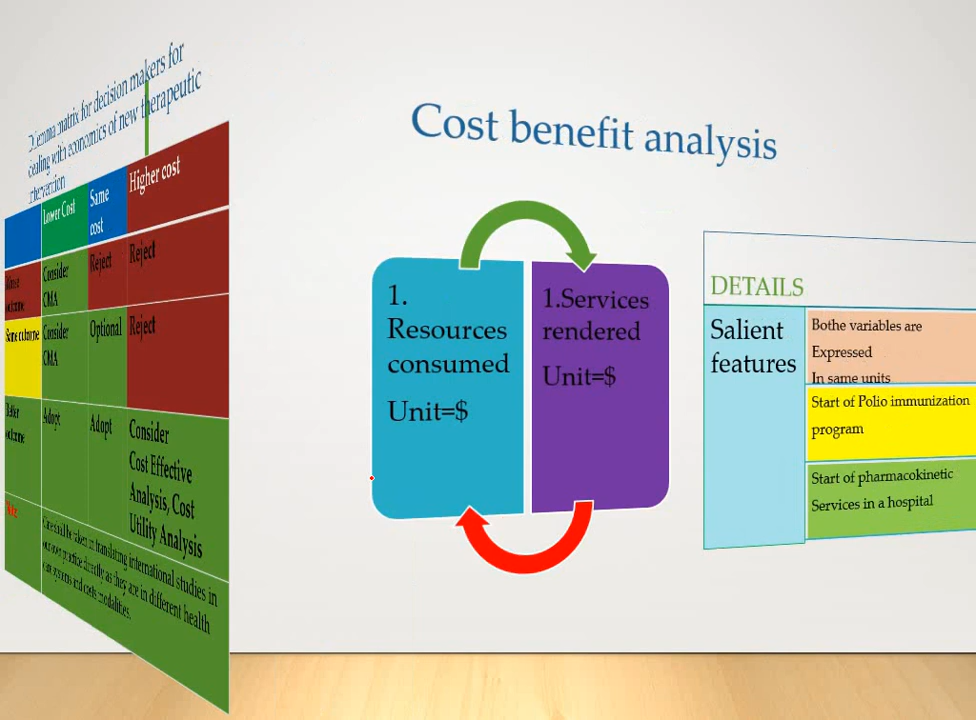 Dilemma matrix for decision makers for
dealing with economics of new therapeutic
intervention
Lower Cost
Same
cost
Higher cost
Worse
outcome
Consider
CMA
Reject
Reject
Same outcome
Consider
CMA
Optional
Reject
Better
outcome
Adopt
Adopt
Consider
Cost Effective
Analysis, Cost
Utility Analysis
Care shall be taken in translating international studies in
our own practice directly as they are in different health
care systems and costs modalities.
Cost benefit analysis
1.
Resources
consumed
Unit=$
1.Services
rendered
Unit=$
DETAILS
Salient
features
Bothe variables are
Expressed
In same units
Start of Polio immunization
program
Start of pharmacokinetic
Services in a hospital